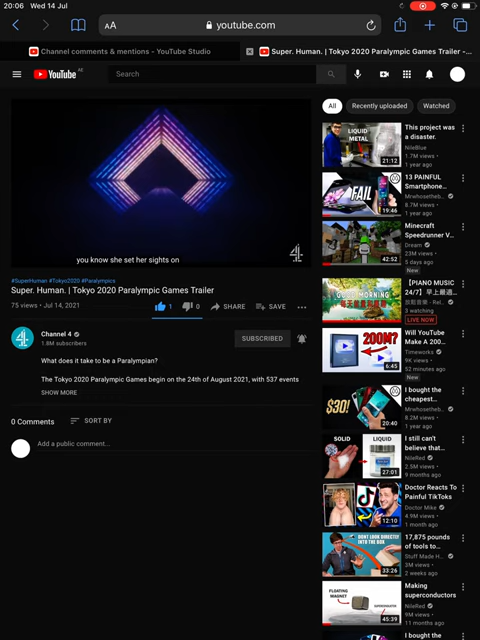 20:06 Wed 14 Jul
AA
youtube.com
Channel comments & mentions - YouTube Studio
Super. Human. | Tokyo 2020 Paralympic Games Trailer -...
YouTube AE
Search
you know she set her sights on
4
#SuperHuman #Tokyo2020 #Paralympics
Super. Human. | Tokyo 2020 Paralympic Games Trailer
75 views • Jul 14, 2021
1
0
SHARE
SAVE
Channel 4
1.8M subscribers
SUBSCRIBED
What does it take to be a Paralympian?
The Tokyo 2020 Paralympic Games begin on the 24th of August 2021, with 537 events
SHOW MORE
0 Comments
SORT BY
Add a public comment...
All
Recently uploaded
Watched
LIQUID
METAL
21:12
This project was
a disaster.
NileBlue
1.7M views •
1 year ago
FAIL
19:46
13 PAINFUL
Smartphone...
Mrwhosetheb...
8.7M views •
1 year ago
42:52
Minecraft
Speedrunner V...
Dream
23M views •
5 days ago
New
GOOD MORNING
【PIANO MUSIC
24/7】早上最適...
3 watching
LIVE NOW
200M?
6:45
Will YouTube
Make A 200...
Timeworks
9K views •
52 minutes ago
New
$30!
20:40
I bought the
cheapest...
Mrwhosetheb...
8.2M views •
1 year ago
SOLID
LIQUID
27:01
I still can't
believe that...
NileRed
2.5M views •
9 months ago
12:10
Doctor Reacts To
Painful TikToks
Doctor Mike
4.9M views •
1 month ago
DON'T LOOK DIRECTLY
INTO THE BOX
33:26
17,875 pounds
of tools to...
Stuff Made H...
3M views •
2 weeks ago
FLOATING
MAGNET
SUPERCONDUCTOR
45:39
Making
superconductors
NileRed
9M views •
11 months ago
I bought the